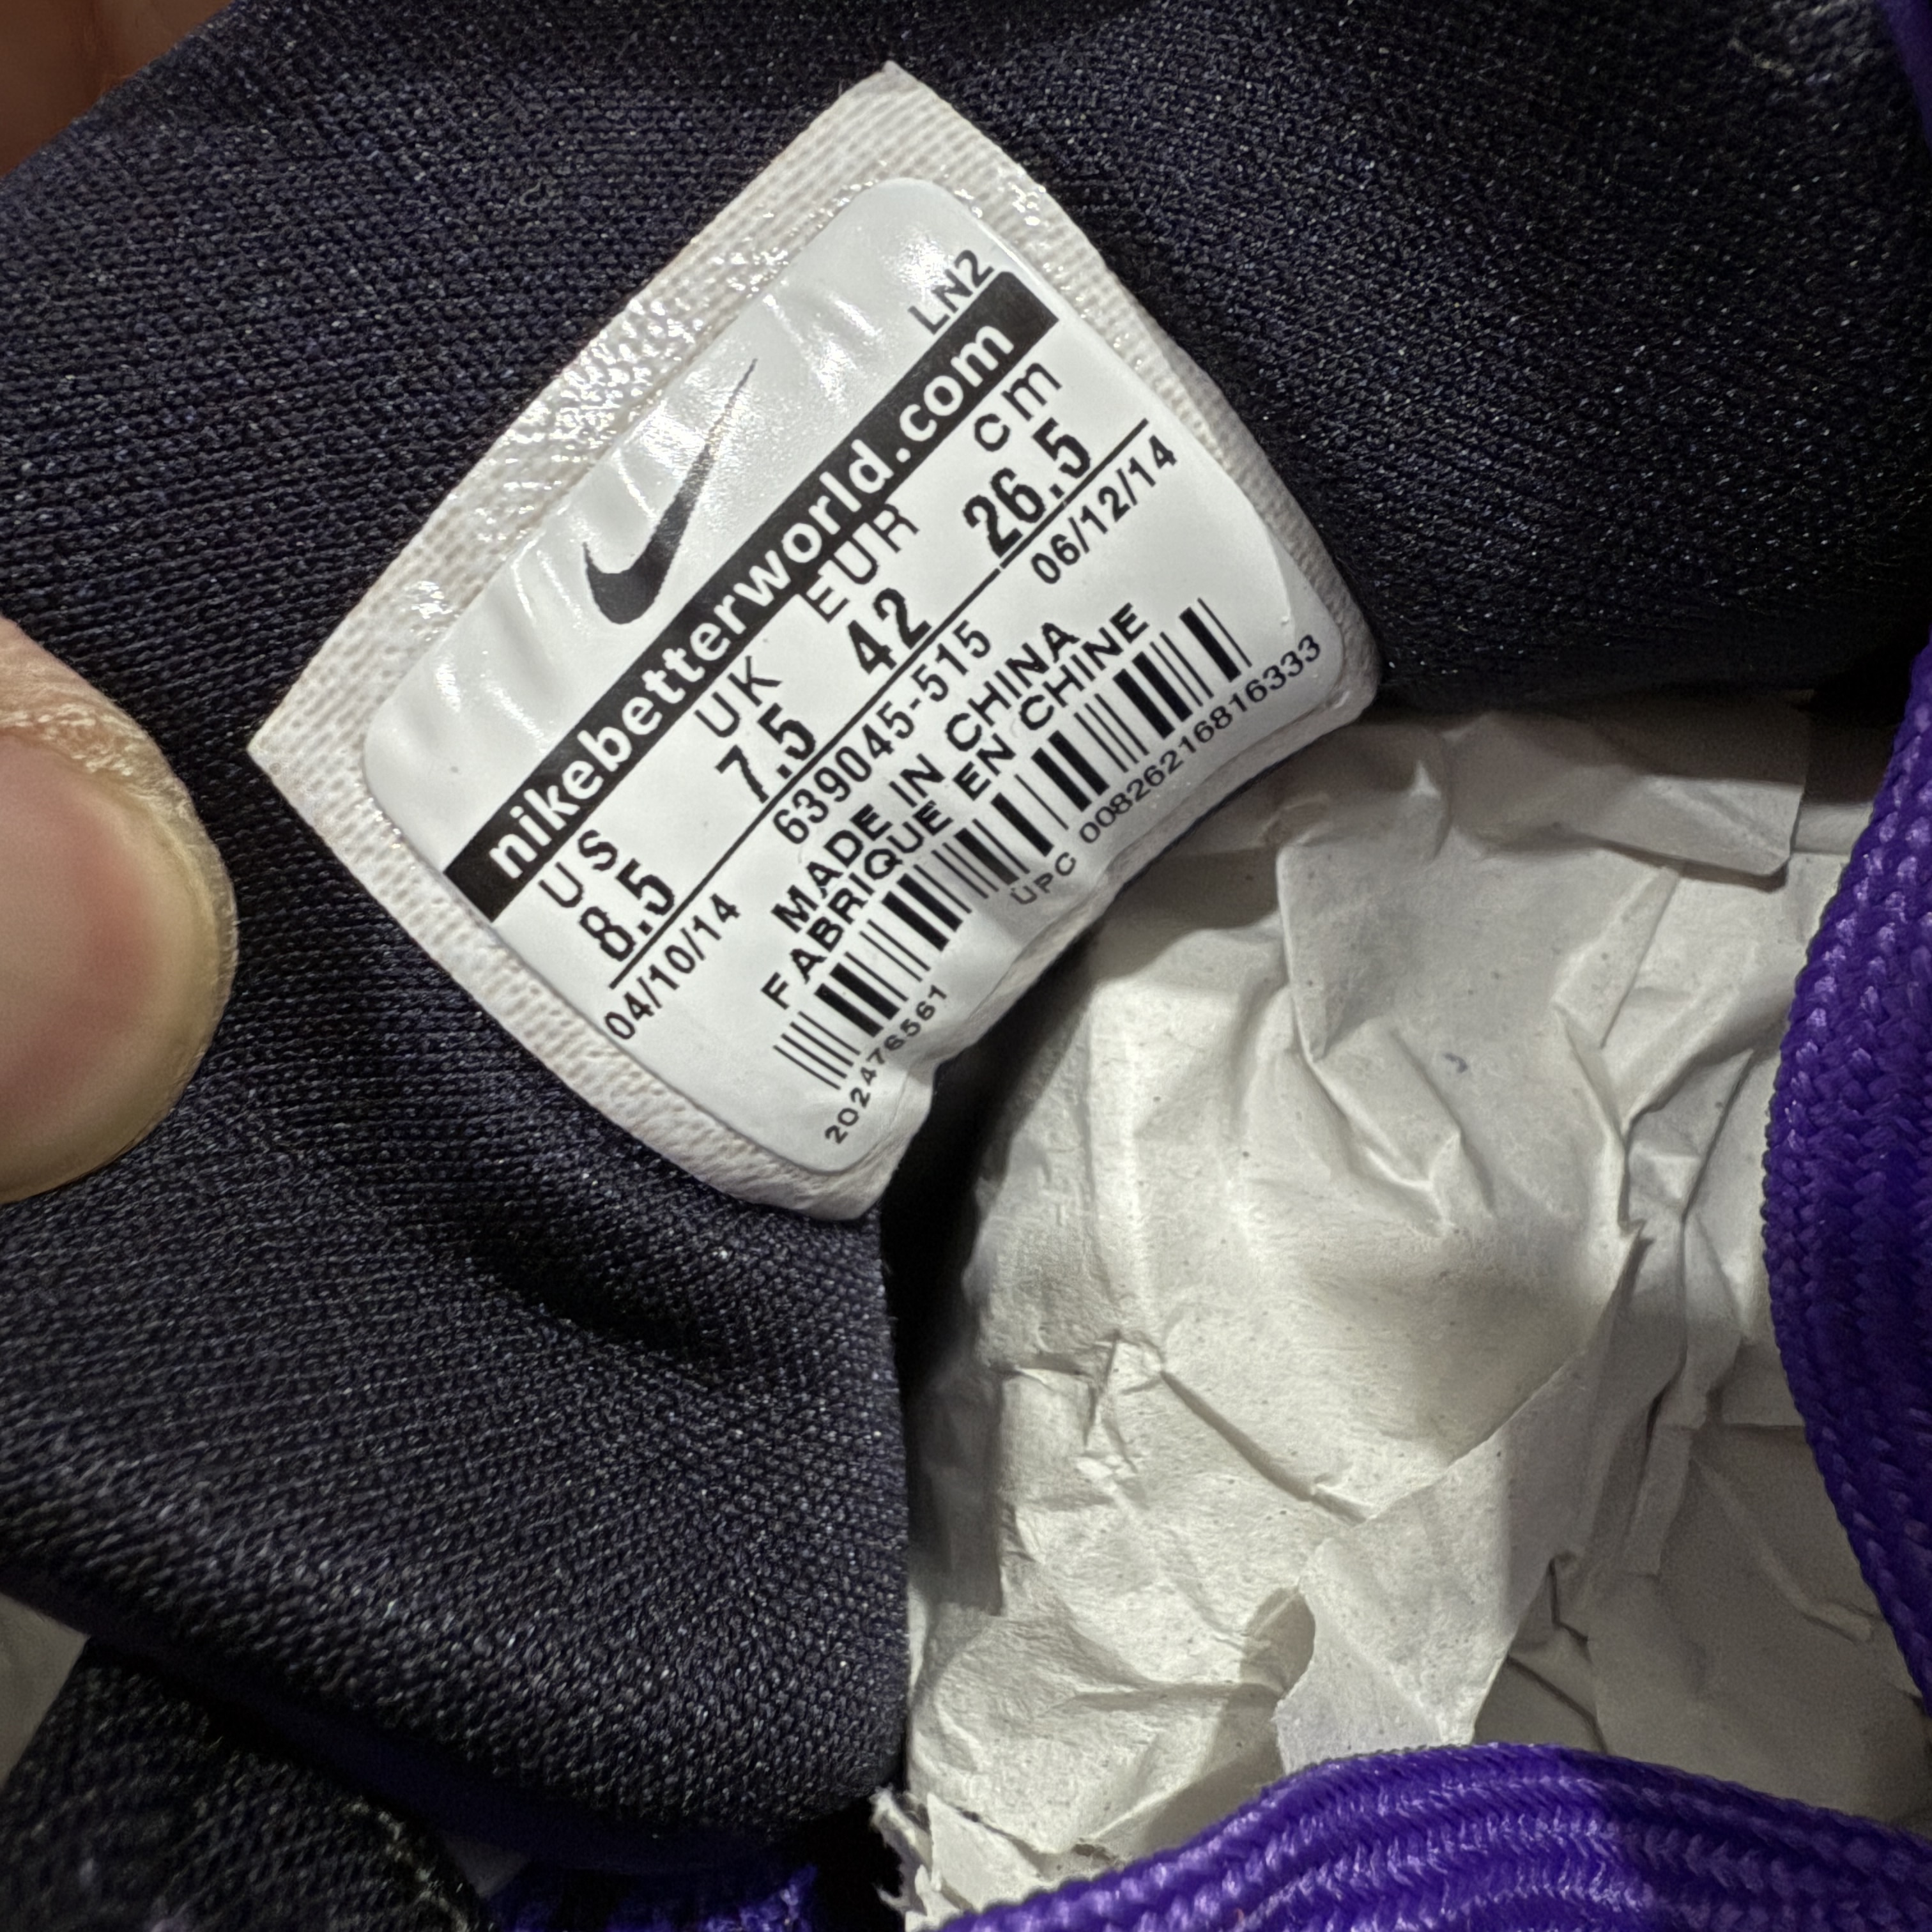 LN2
nikebetterworld.com
US UK EUR cm
8.5 7.5 42 26.5
04/10/14 639045-515 06/12/14
MADE IN CHINA
FABRIQUÉ EN CHINE
202476561 UPC 00826216816333